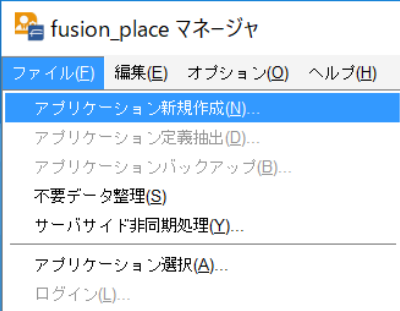 fusion_place マネージャ
ファイル(F) 編集(E) オプション(O) ヘルプ(H)
アプリケーション新規作成(N)...
アプリケーション定義抽出(D)...
アプリケーションバックアップ(B)...
不要データ整理(S)
サーバサイド非同期処理(Y)...
アプリケーション選択(A)...
ログイン(L)...